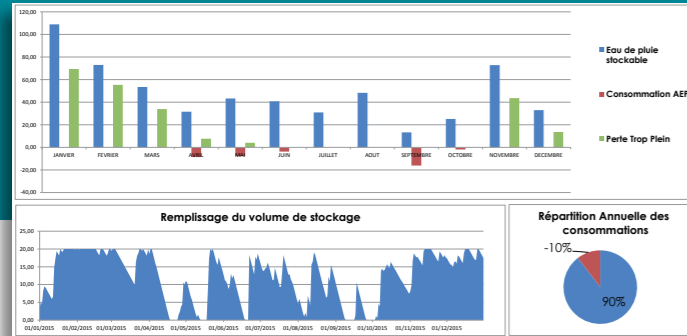 120,00
100,00
80,00
60,00
40,00
20,00
0,00
-20,00
-40,00
JANVIER FEVRIER MARS AVRIL MAI JUIN JUILLET AOUT SEPTEMBRE OCTOBRE NOVEMBRE DECEMBRE
Eau de pluie
stockable
Consommation AEP
Perte Trop Plein
Remplissage du volume de stockage
25,00
20,00
15,00
10,00
5,00
0,00
01/01/2015 01/02/2015 01/03/2015 01/04/2015 01/05/2015 01/06/2015 01/07/2015 01/08/2015 01/09/2015 01/10/2015 01/11/2015 01/12/2015
Répartition Annuelle des
consommations
-10%
90%